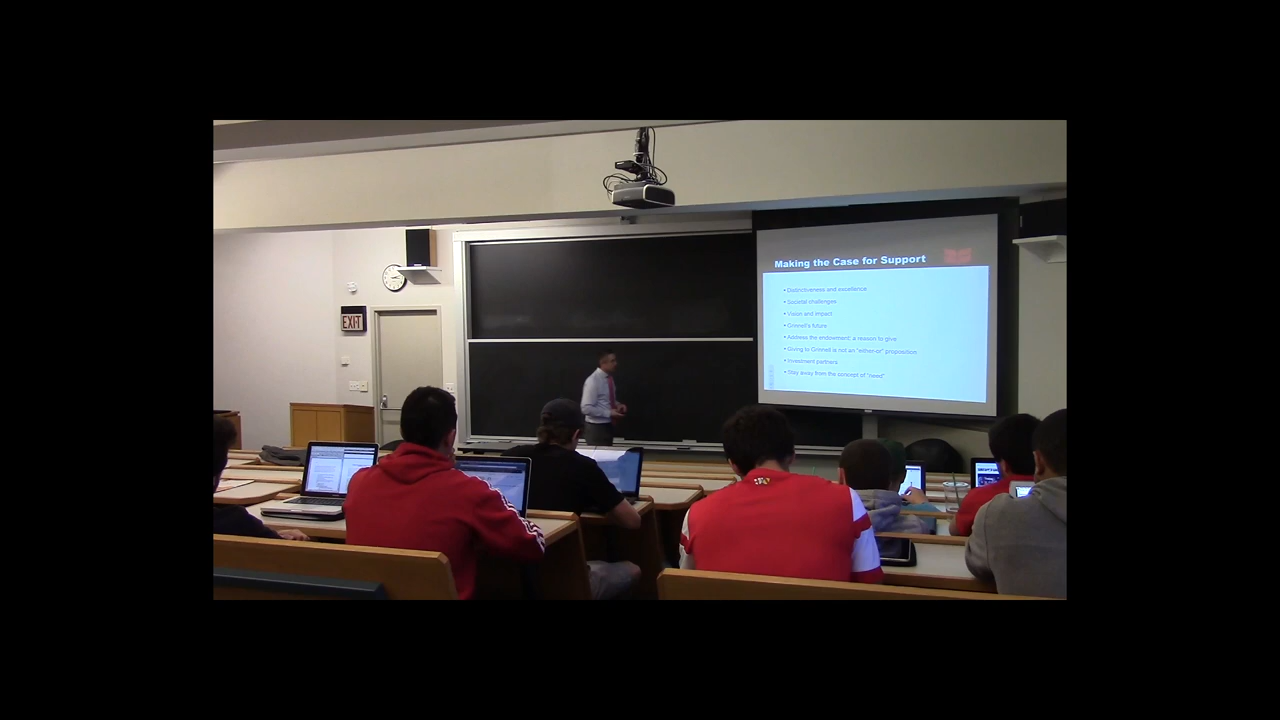 EXIT
Making the Case for Support
• Distinctiveness and excellence
• Societal challenges
• Vision and impact
• Grinnell's future
• Address the endowment: a reason to give
• Giving to Grinnell is not an "either-or" proposition
• Investment partners
• Stay away from the concept of "need"